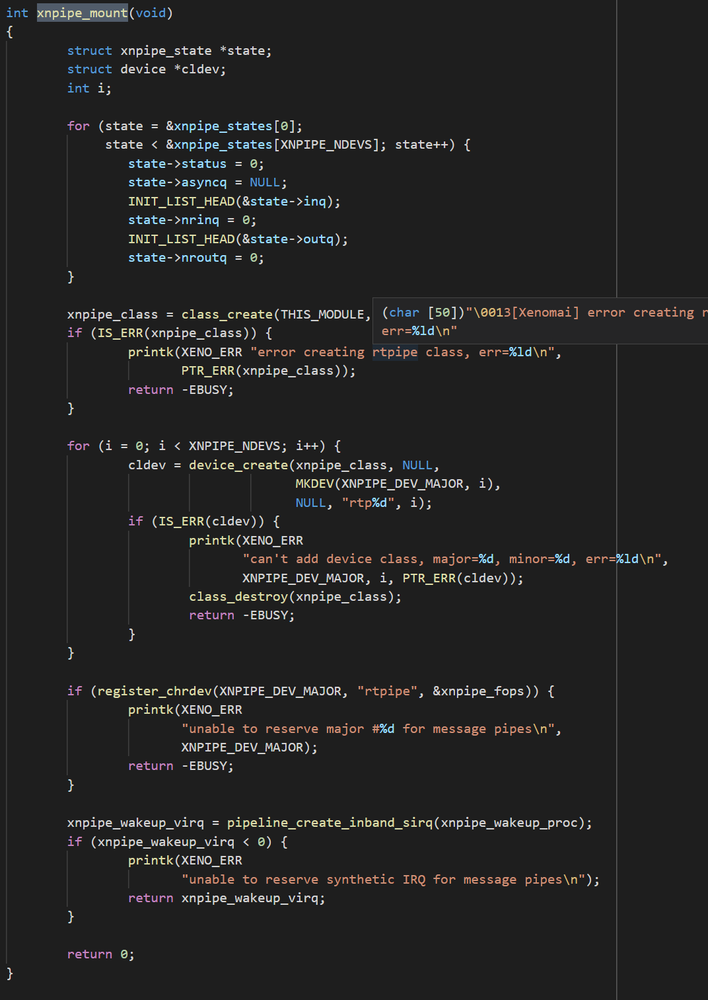 int xnpipe_mount(void)
{
struct xnpipe_state *state;
struct device *cldev;
int i;
for (state = &xnpipe_states[0];
state < &xnpipe_states[XNPIPE_NDEVS]; state++) {
state->status = 0;
state->asyncq = NULL;
INIT_LIST_HEAD(&state->inq);
state->nrinq = 0;
INIT_LIST_HEAD(&state->outq);
state->nroutq = 0;
}
xnpipe_class = class_create(THIS_MODULE,
(char [50])"\0013[Xenomai] error creating r
err=%ld\n"
if (IS_ERR(xnpipe_class)) {
printk(XENO_ERR "error creating rtpipe class, err=%ld\n",
PTR_ERR(xnpipe_class));
return -EBUSY;
}
for (i = 0; i < XNPIPE_NDEVS; i++) {
cldev = device_create(xnpipe_class, NULL,
MKDEV(XNPIPE_DEV_MAJOR, i),
NULL, "rtp%d", i);
if (IS_ERR(cldev)) {
printk(XENO_ERR
"can't add device class, major=%d, minor=%d, err=%ld\n",
XNPIPE_DEV_MAJOR, i, PTR_ERR(cldev));
class_destroy(xnpipe_class);
return -EBUSY;
}
}
if (register_chrdev(XNPIPE_DEV_MAJOR, "rtpipe", &xnpipe_fops)) {
printk(XENO_ERR
"unable to reserve major #%d for message pipes\n",
XNPIPE_DEV_MAJOR);
return -EBUSY;
}
xnpipe_wakeup_virq = pipeline_create_inband_sirq(xnpipe_wakeup_proc);
if (xnpipe_wakeup_virq < 0) {
printk(XENO_ERR
"unable to reserve synthetic IRQ for message pipes\n");
return xnpipe_wakeup_virq;
}
return 0;
}